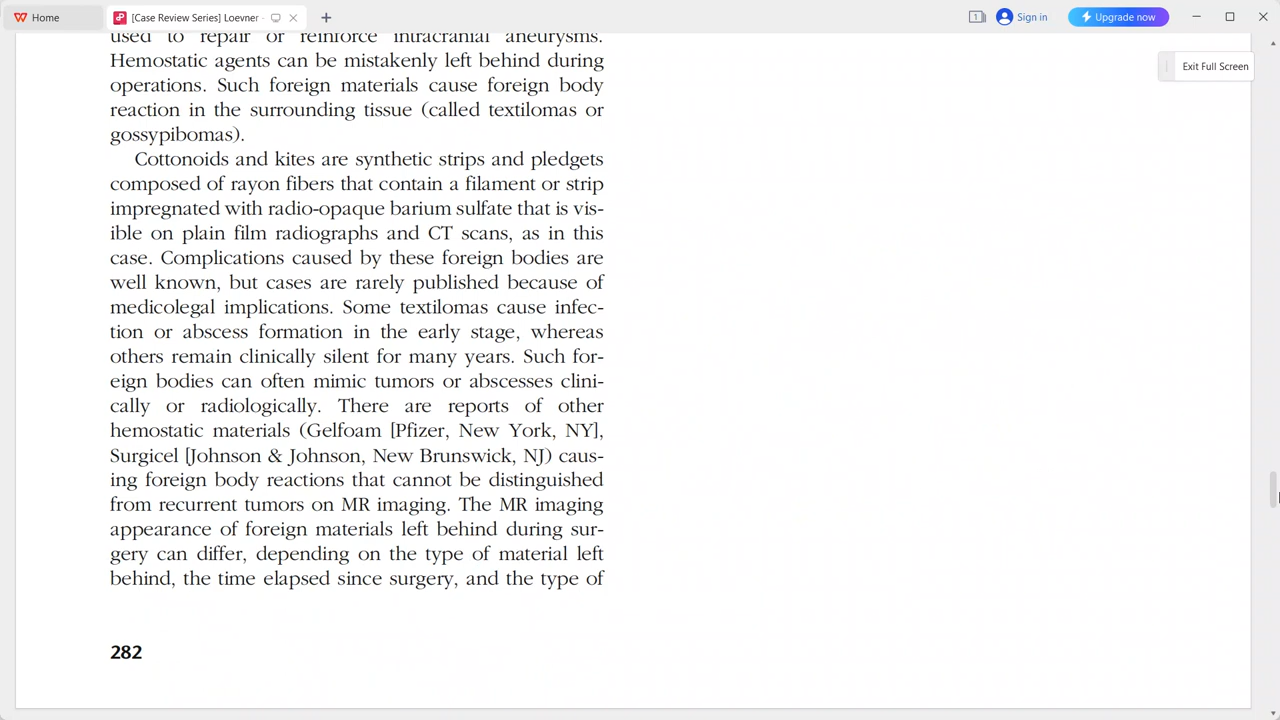 Home
[Case Review Series] Loevner
Sign in
Upgrade now
Exit Full Screen
used to repair or reinforce intracranial aneurysms.
Hemostatic agents can be mistakenly left behind during
operations. Such foreign materials cause foreign body
reaction in the surrounding tissue (called textilomas or
gossypibomas).
Cottonoids and kites are synthetic strips and pledgets
composed of rayon fibers that contain a filament or strip
impregnated with radio-opaque barium sulfate that is vis-
ible on plain film radiographs and CT scans, as in this
case. Complications caused by these foreign bodies are
well known, but cases are rarely published because of
medicolegal implications. Some textilomas cause infec-
tion or abscess formation in the early stage, whereas
others remain clinically silent for many years. Such for-
eign bodies can often mimic tumors or abscesses clini-
cally or radiologically. There are reports of other
hemostatic materials (Gelfoam [Pfizer, New York, NY],
Surgicel [Johnson & Johnson, New Brunswick, NJ) caus-
ing foreign body reactions that cannot be distinguished
from recurrent tumors on MR imaging. The MR imaging
appearance of foreign materials left behind during sur-
gery can differ, depending on the type of material left
behind, the time elapsed since surgery, and the type of
282